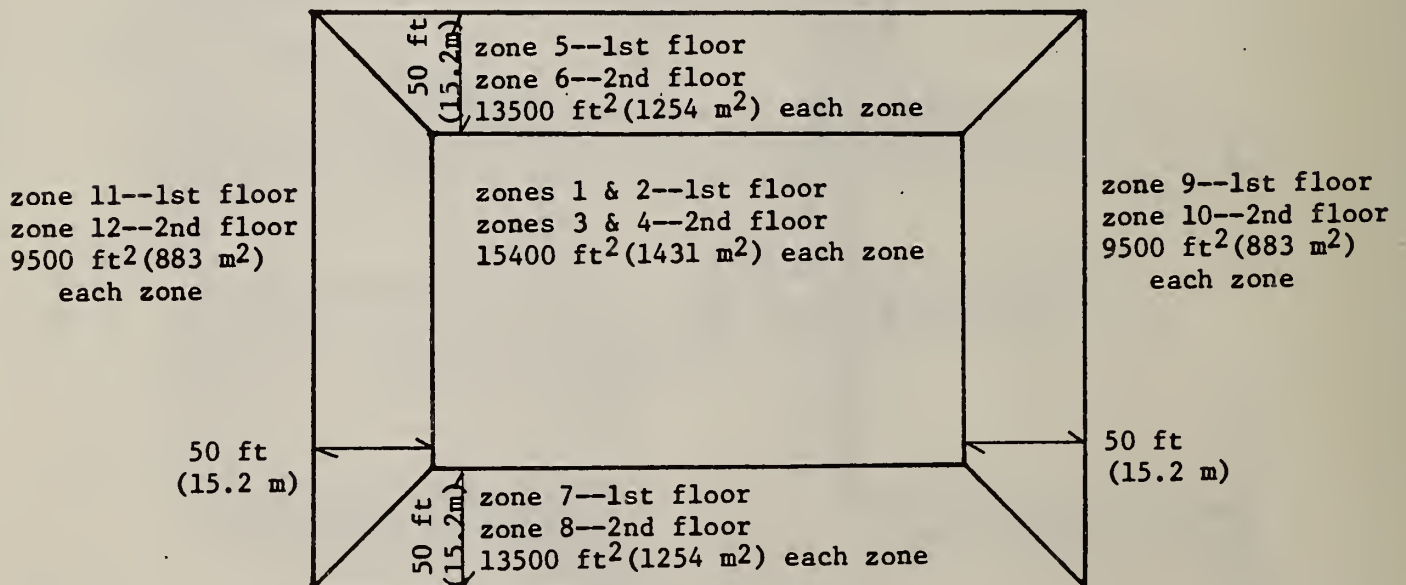 50 ft
(15.2m)
zone 5--1st floor
zone 6--2nd floor
13500 ft2(1254 m2) each zone
zone 11--1st floor
zone 12--2nd floor
9500 ft2(883 m2)
each zone
zones 1 & 2--1st floor
zones 3 & 4--2nd floor
15400 ft2(1431 m2) each zone
zone 9--1st floor
zone 10--2nd floor
9500 ft2(883 m2)
each zone
50 ft
(15.2 m)
50 ft
(15.2 m)
50 ft
(15.2m)
zone 7--1st floor
zone 8--2nd floor
13500 ft2(1254 m2) each zone